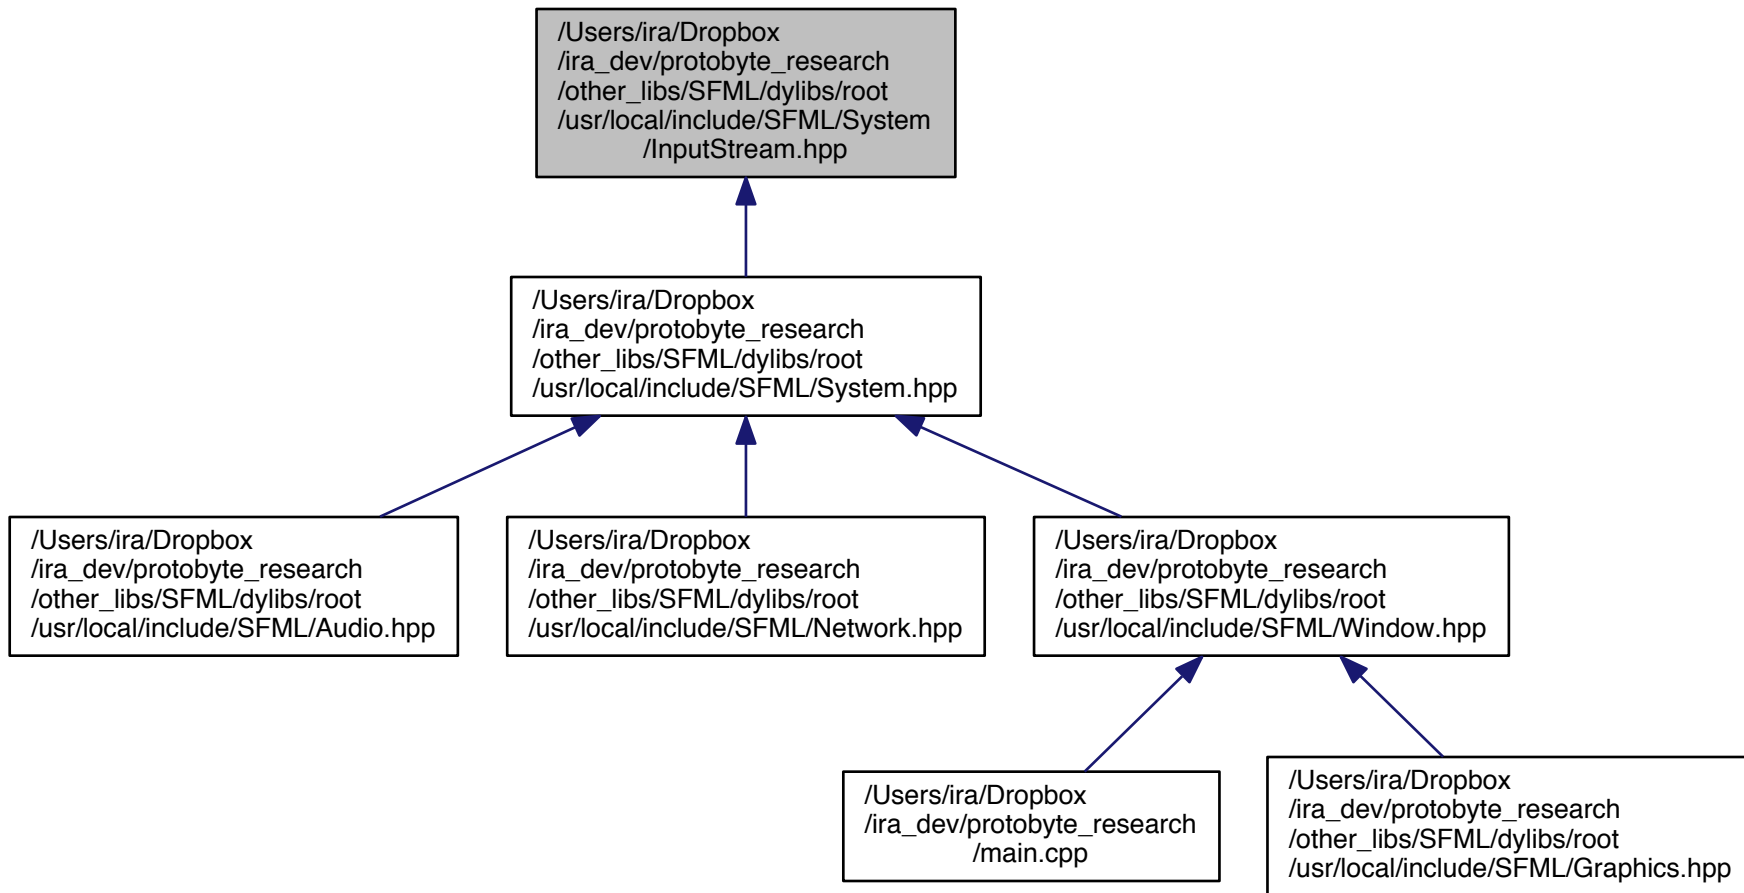 /Users/ira/Dropbox
/ira_dev/protobyte_research
/other_libs/SFML/dylibs/root
/usr/local/include/SFML/System
/InputStream.hpp
/Users/ira/Dropbox
/ira_dev/protobyte_research
/other_libs/SFML/dylibs/root
/usr/local/include/SFML/System.hpp
/Users/ira/Dropbox
/ira_dev/protobyte_research
/other_libs/SFML/dylibs/root
/usr/local/include/SFML/Audio.hpp
/Users/ira/Dropbox
/ira_dev/protobyte_research
/other_libs/SFML/dylibs/root
/usr/local/include/SFML/Network.hpp
/Users/ira/Dropbox
/ira_dev/protobyte_research
/other_libs/SFML/dylibs/root
/usr/local/include/SFML/Window.hpp
/Users/ira/Dropbox
/ira_dev/protobyte_research
/main.cpp
/Users/ira/Dropbox
/ira_dev/protobyte_research
/other_libs/SFML/dylibs/root
/usr/local/include/SFML/Graphics.hpp